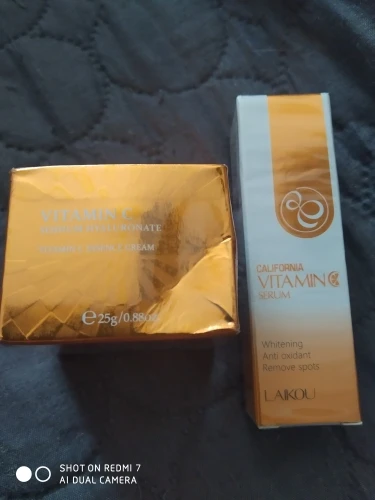 VITAMIN C
SODIUM HYALURONATE
CREAM
e 25g/0.88oz
CALIFORNIA
VITAMIN C
SERUM
Whitening
Anti oxidant
Remove spots
LAIKOU
SHOT ON REDMI 7
AI DUAL CAMERA